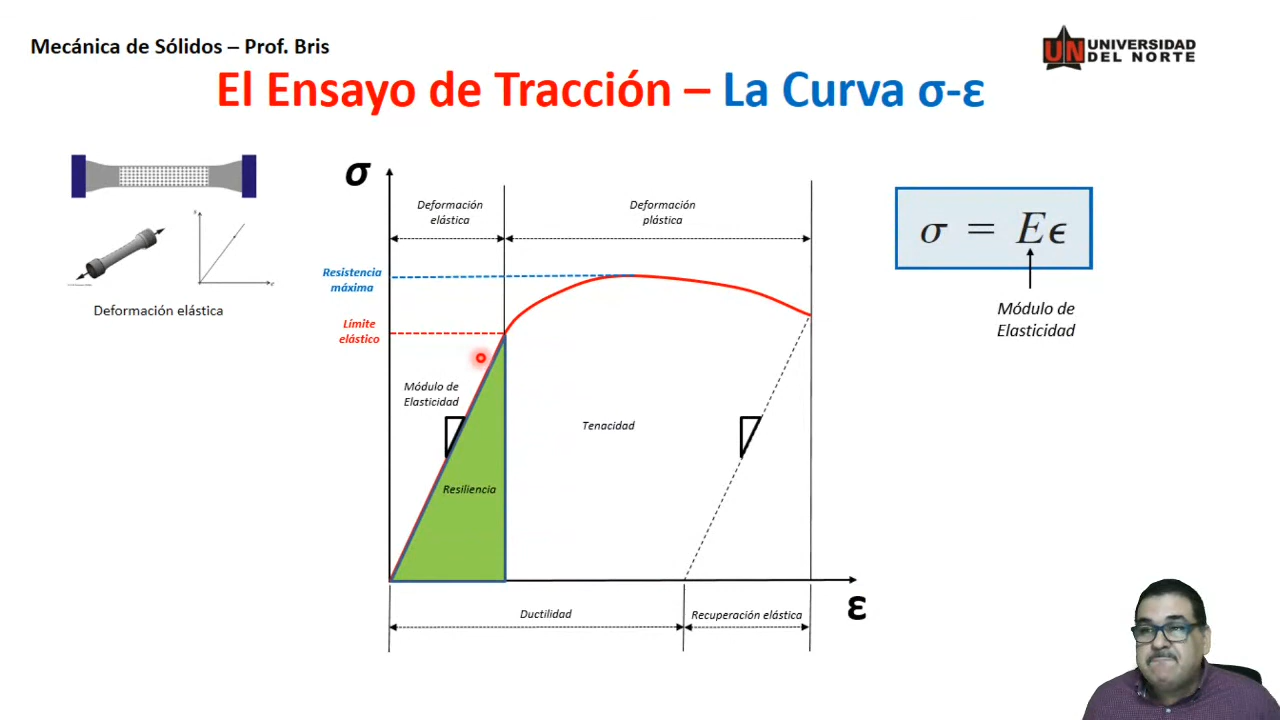 Mecánica de Sólidos – Prof. Bris
UNIVERSIDAD
DEL NORTE
El Ensayo de Tracción – La Curva σ-ε
σ
Deformación
elástica
Deformación
plástica
σ = Eϵ
Resistencia
máxima
Módulo de
Elasticidad
Deformación elástica
Límite
elástico
Módulo de
Elasticidad
Tenacidad
Resiliencia
ε
Ductilidad
Recuperación elástica